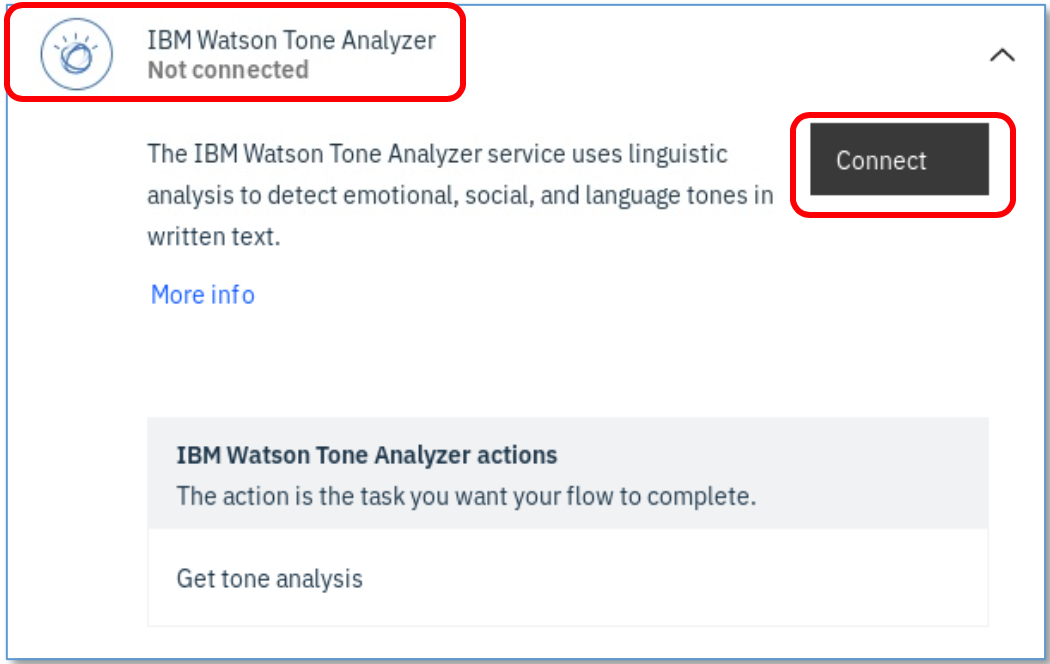 IBM Watson Tone Analyzer
Not connected
The IBM Watson Tone Analyzer service uses linguistic
analysis to detect emotional, social, and language tones in
written text.
Connect
More info
IBM Watson Tone Analyzer actions
The action is the task you want your flow to complete.
Get tone analysis